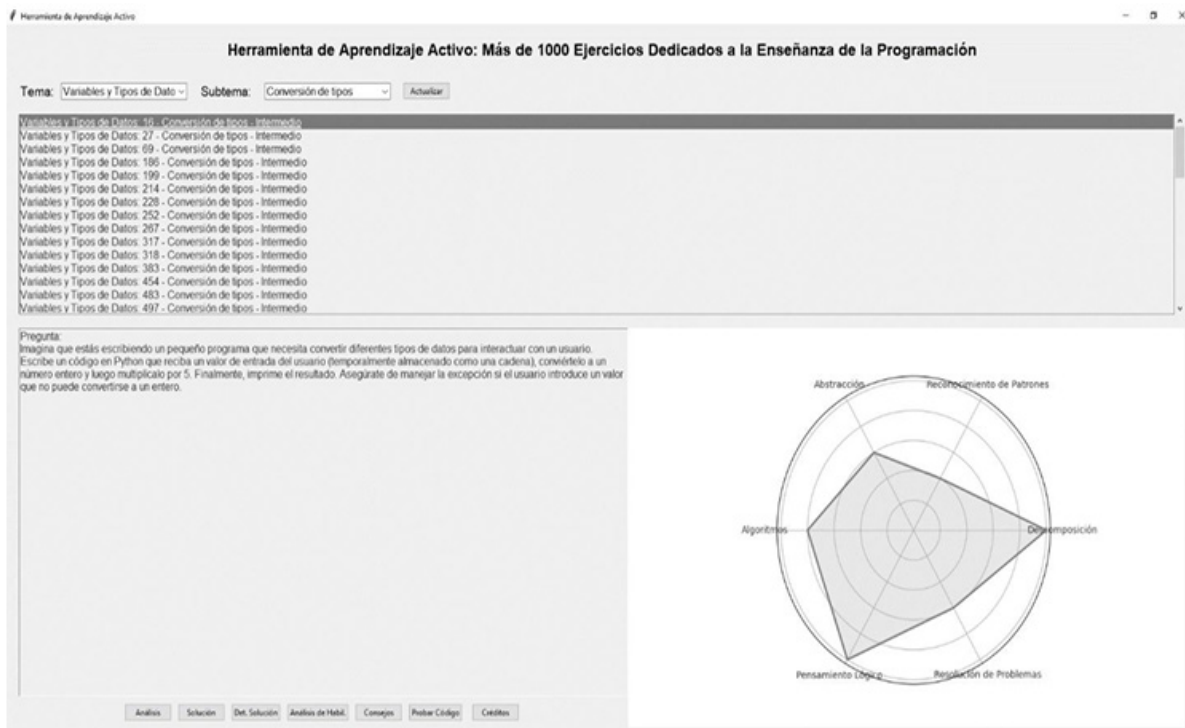 Herramienta de Aprendizaje Activo
Herramienta de Aprendizaje Activo: Más de 1000 Ejercicios Dedicados a la Enseñanza de la Programación
Tema: Variables y Tipos de Dato Subtema: Conversión de tipos Actualizar
Variables y Tipos de Datos: 16 - Conversión de tipos - Intermedio
Variables y Tipos de Datos: 27 - Conversión de tipos - Intermedio
Variables y Tipos de Datos: 69 - Conversión de tipos - Intermedio
Variables y Tipos de Datos: 186 - Conversión de tipos - Intermedio
Variables y Tipos de Datos: 199 - Conversión de tipos - Intermedio
Variables y Tipos de Datos: 214 - Conversión de tipos - Intermedio
Variables y Tipos de Datos: 228 - Conversión de tipos - Intermedio
Variables y Tipos de Datos: 252 - Conversión de tipos - Intermedio
Variables y Tipos de Datos: 267 - Conversión de tipos - Intermedio
Variables y Tipos de Datos: 317 - Conversión de tipos - Intermedio
Variables y Tipos de Datos: 318 - Conversión de tipos - Intermedio
Variables y Tipos de Datos: 383 - Conversión de tipos - Intermedio
Variables y Tipos de Datos: 454 - Conversión de tipos - Intermedio
Variables y Tipos de Datos: 483 - Conversión de tipos - Intermedio
Variables y Tipos de Datos: 497 - Conversión de tipos - Intermedio
Pregunta:
Imagina que estás escribiendo un pequeño programa que necesita convertir diferentes tipos de datos para interactuar con un usuario.
Escribe un código en Python que reciba un valor de entrada del usuario (temporalmente almacenado como una cadena), conviértelo a un
número entero y luego multiplícalo por 5. Finalmente, imprime el resultado. Asegúrate de manejar la excepción si el usuario introduce un valor
que no puede convertirse a un entero.
Abstracción Reconocimiento de Patrones
Algoritmos Descomposición
Pensamiento Lógico Resolución de Problemas
Análisis Solución Det. Solución Análisis de Habil. Consejos Probar Código Créditos